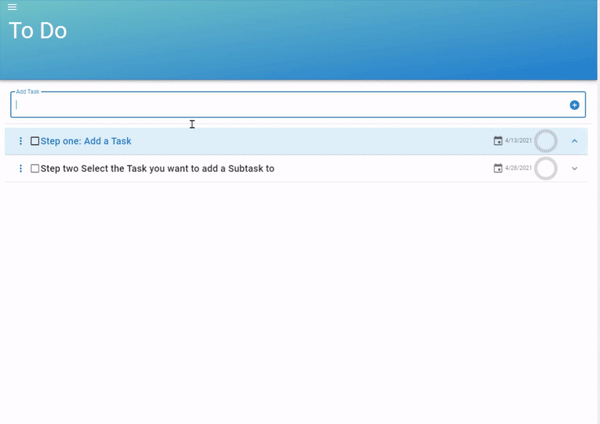 To Do
Add Task
Step one: Add a Task 4/13/2021
Step two Select the Task you want to add a Subtask to 4/28/2021